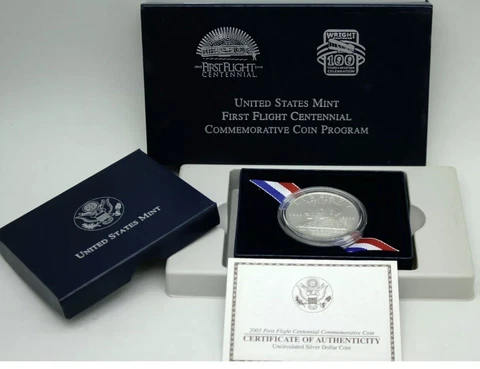 FIRST FLIGHT
CENTENNIAL
WRIGHT
100
UNITED STATES MINT
FIRST FLIGHT CENTENNIAL
COMMEMORATIVE COIN PROGRAM
UNITED STATES MINT
2003 First Flight Centennial Commemorative Coin
CERTIFICATE OF AUTHENTICITY
Uncirculated Silver Dollar Coin